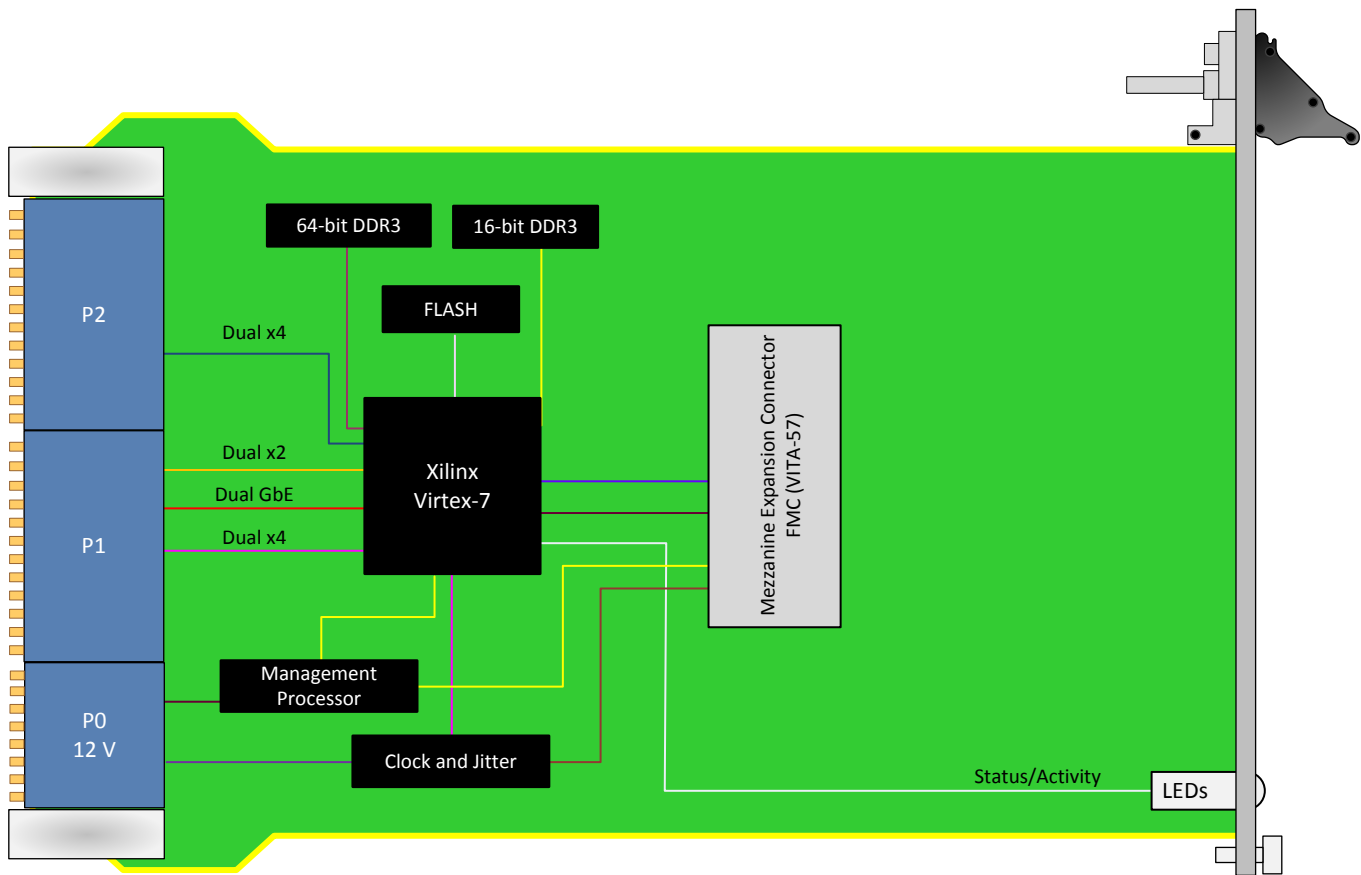 64-bit DDR3
16-bit DDR3
FLASH
P2
Dual x4
Mezzanine Expansion Connector
FMC (VITA-57)
Dual x2
Xilinx
Virtex-7
Dual GbE
P1
Dual x4
Management
Processor
P0
12 V
Clock and Jitter
Status/Activity
LEDs